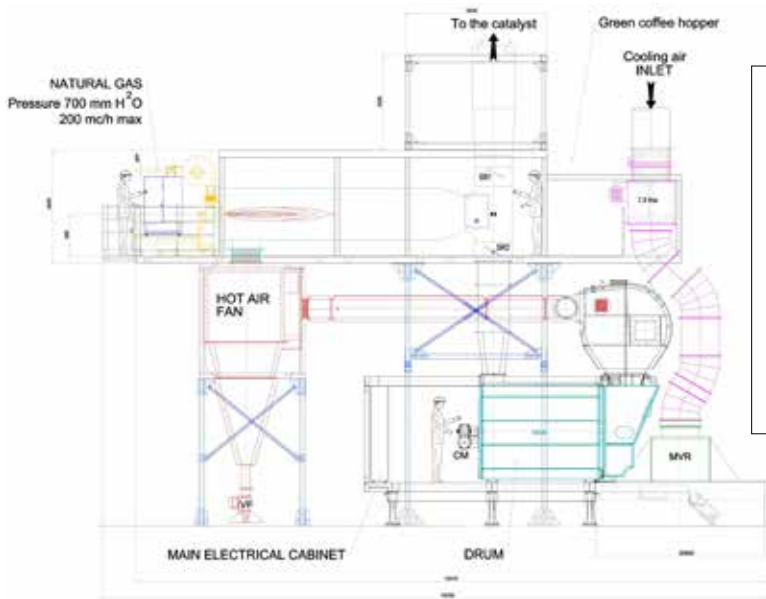 To the catalyst
Green coffee hopper
Cooling air
INLET
NATURAL GAS
Pressure 700 mm H²O
200 mc/h max
HOT AIR
FAN
CM
MVR
VF
MAIN ELECTRICAL CABINET
DRUM